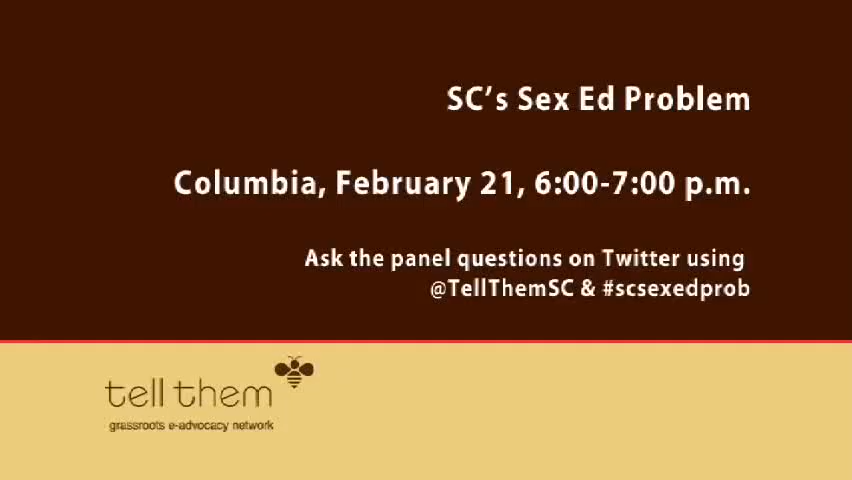 SC's Sex Ed Problem
Columbia, February 21, 6:00-7:00 p.m.
Ask the panel questions on Twitter using
@TellThemSC & #scsexedprob
tell them
grassroots e-advocacy network